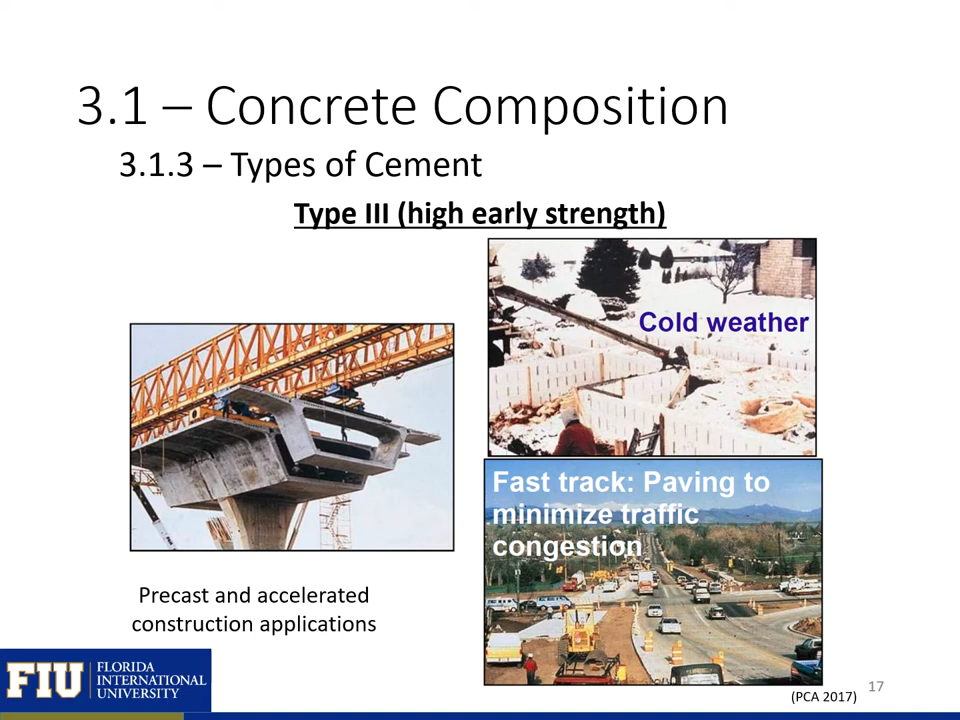 3.1 – Concrete Composition
3.1.3 – Types of Cement
Type III (high early strength)
Cold weather
Fast track: Paving to
minimize traffic
congestion
Precast and accelerated
construction applications
FIU
FLORIDA
INTERNATIONAL
UNIVERSITY
(PCA 2017)
17